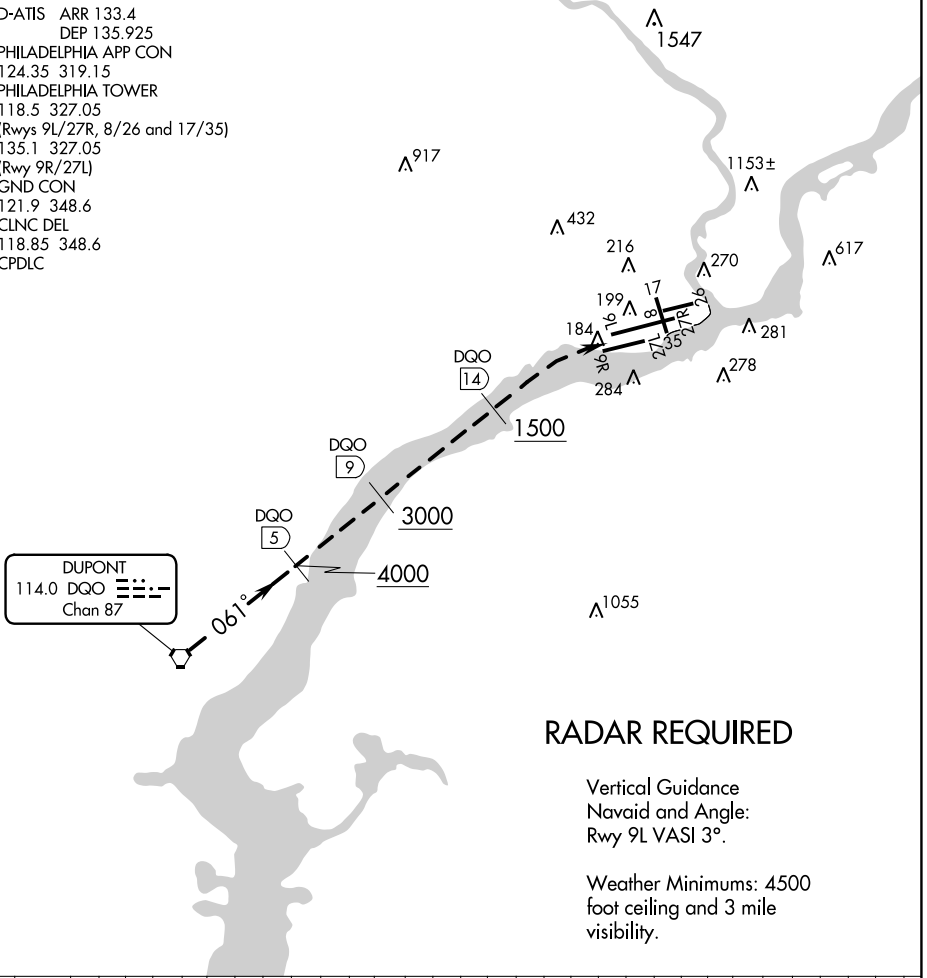 D-ATIS ARR 133.4
DEP 135.925
PHILADELPHIA APP CON
124.35 319.15
PHILADELPHIA TOWER
118.5 327.05
(Rwys 9L/27R, 8/26 and 17/35)
135.1 327.05
(Rwy 9R/27L)
GND CON
121.9 348.6
CLNC DEL
118.85 348.6
CPDLC
1547
917
1153±
432
216
270
617
199
17
26
8
9L
27R
184
281
35
27L
9R
278
284
DQO
14
1500
DQO
9
3000
DQO
5
4000
DUPONT
114.0 DQO
Chan 87
061°
1055
RADAR REQUIRED
Vertical Guidance
Navaid and Angle:
Rwy 9L VASI 3°.
Weather Minimums: 4500
foot ceiling and 3 mile
visibility.